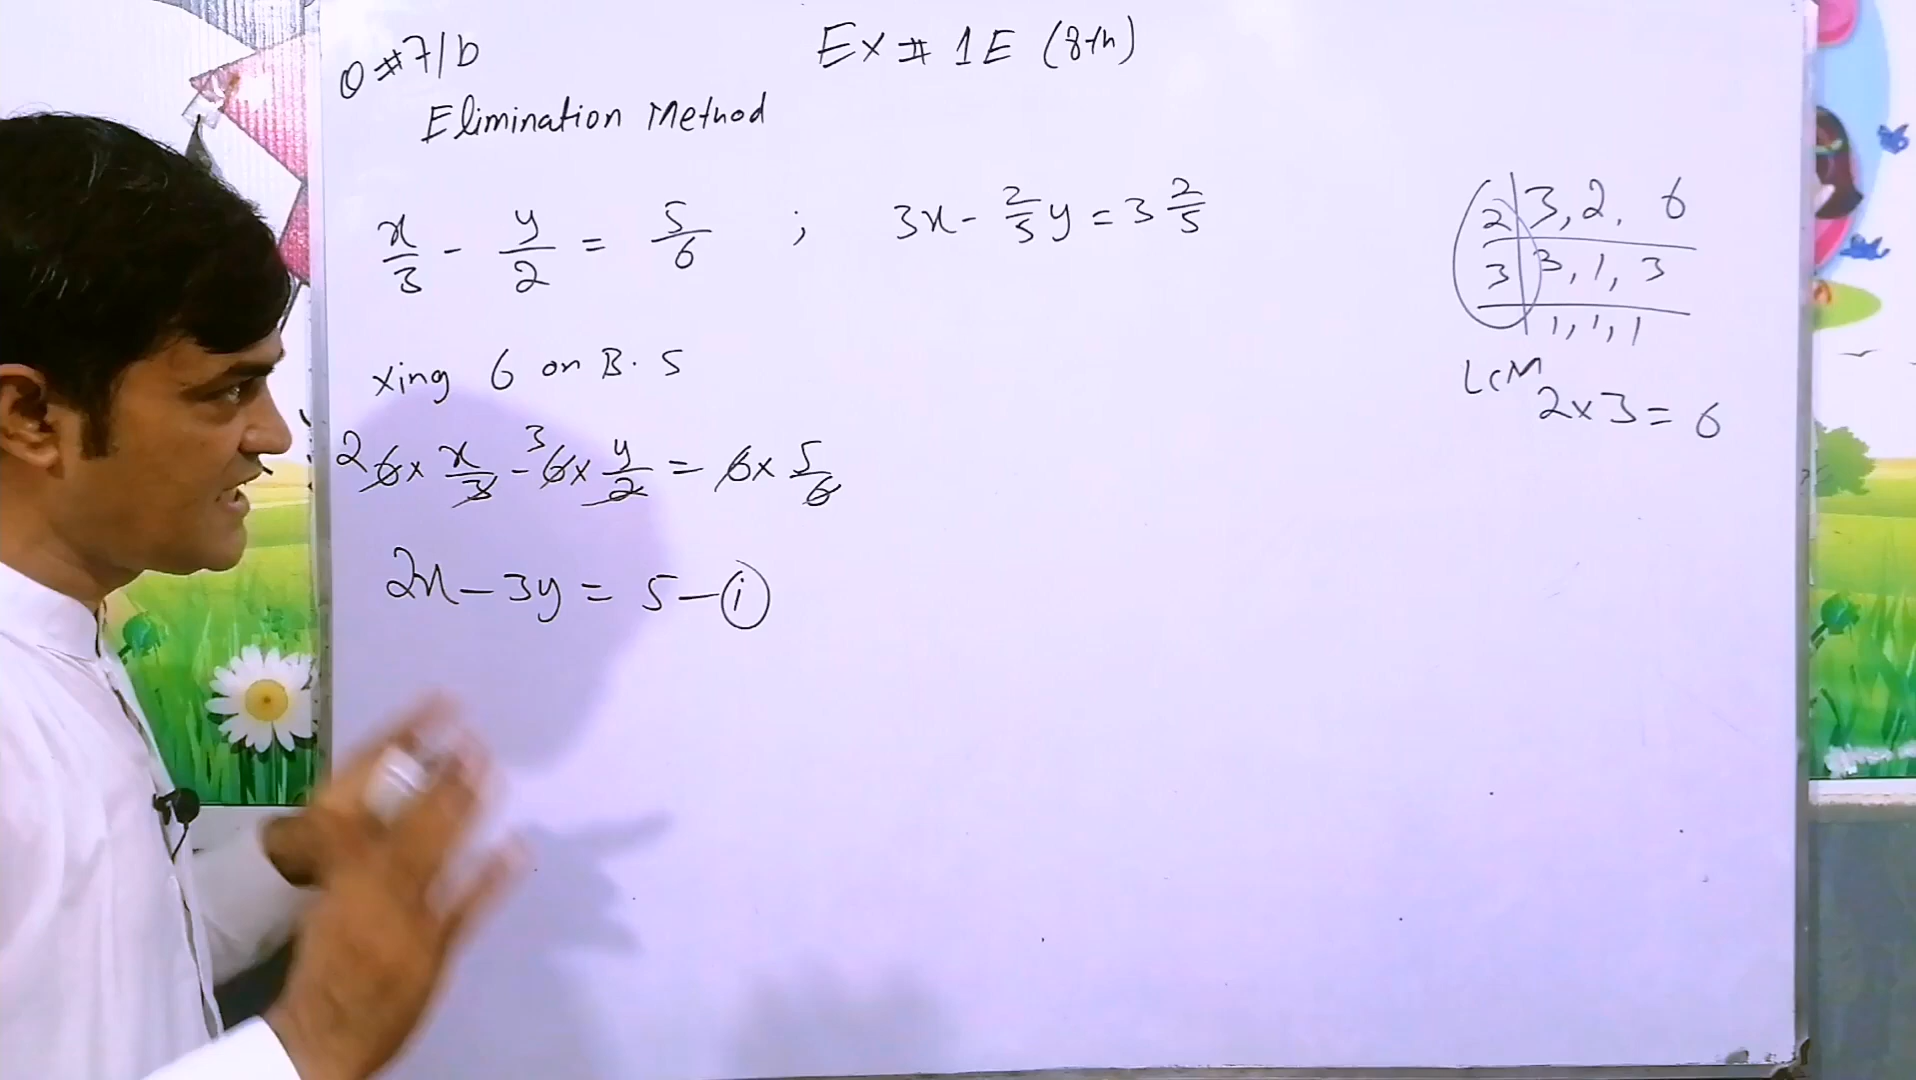 Q #7/b
Ex # 1E (8th)
Elimination Method
x/3 - y/2 = 5/6 ; 3x - 2/5 y = 3 2/5
xing 6 on B.S
2 6x x/3 - 3 6x y/2 = 6x 5/6
2x - 3y = 5 - (i)
2 | 3, 2, 6
3 | 3, 1, 3
1, 1, 1
LCM
2x3 = 6